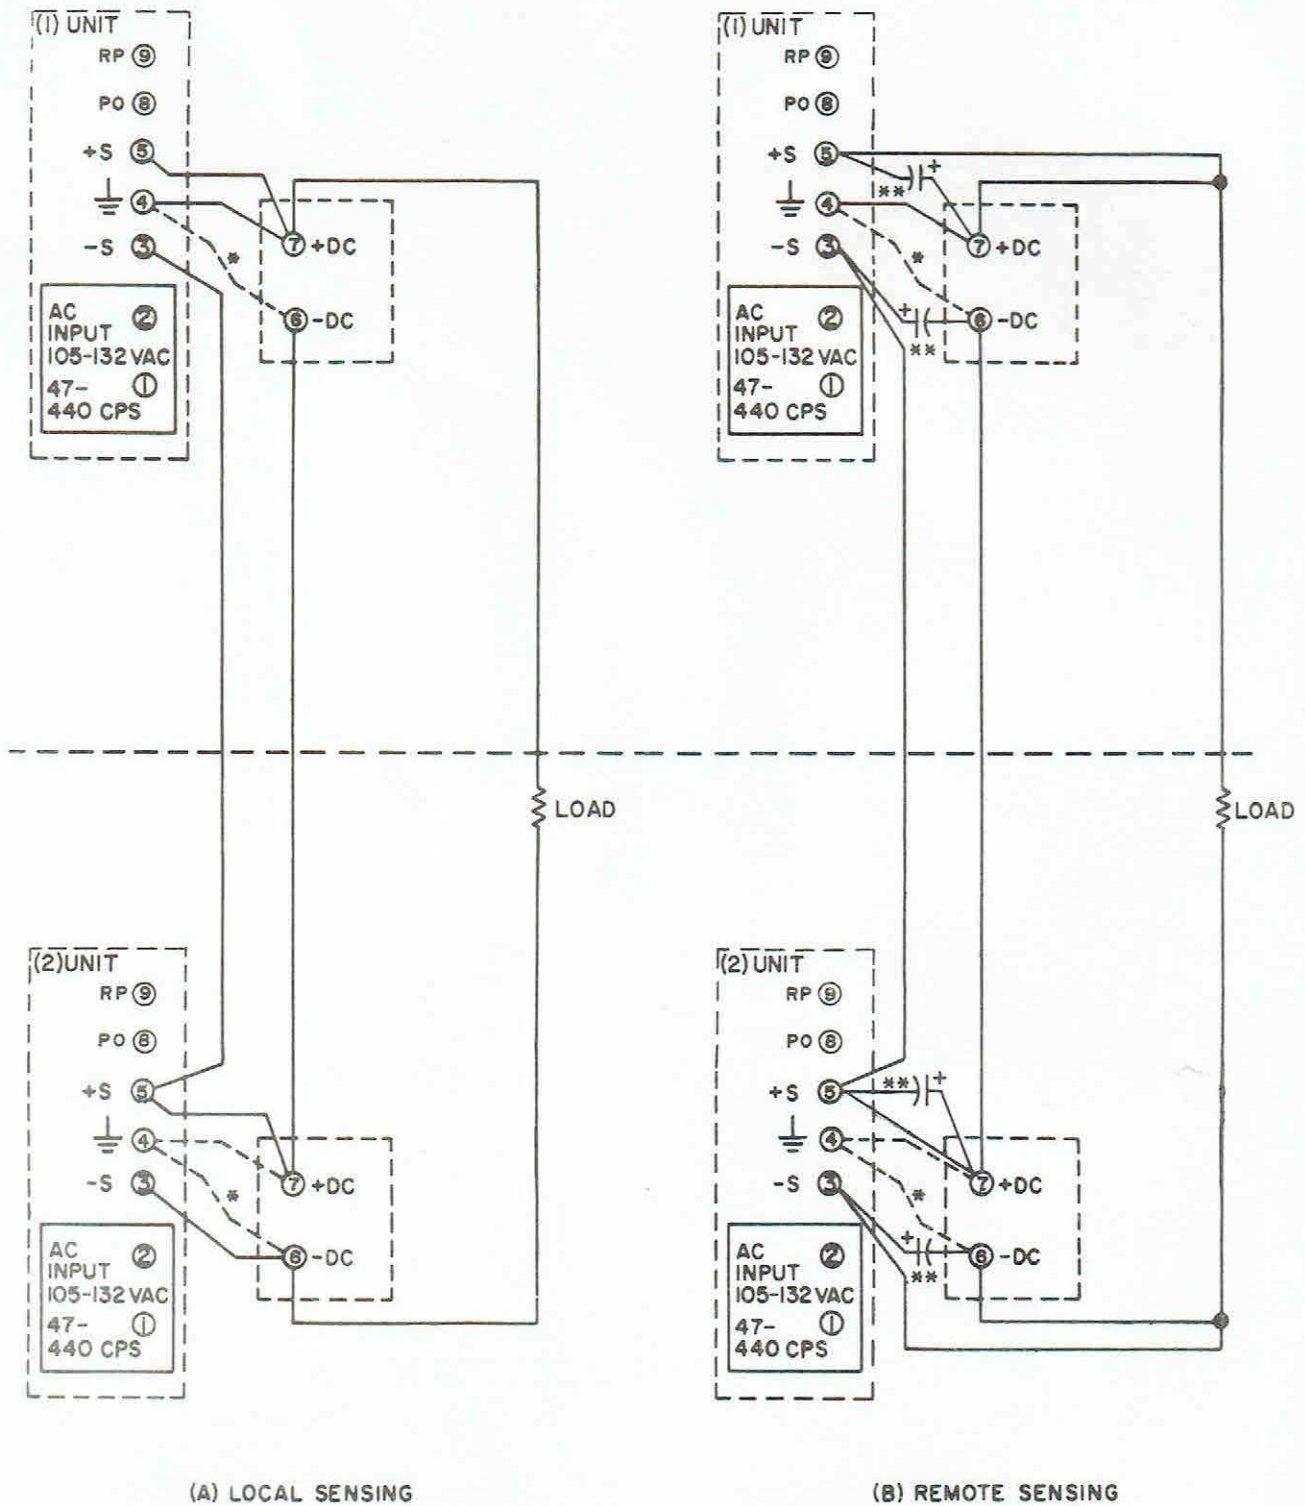 (1) UNIT
RP 9
PO 8
+S 5
4
-S 3
*
7 +DC
6 -DC
AC 2
INPUT
105-132 VAC
47- 1
440 CPS
LOAD
(2) UNIT
RP 9
PO 8
+S 5
4
-S 3
*
7 +DC
6 -DC
AC 2
INPUT
105-132 VAC
47- 1
440 CPS
(A) LOCAL SENSING
(1) UNIT
RP 9
PO 8
+S 5
+
**
4
-S 3
*
7 +DC
+
**
6 -DC
AC 2
INPUT
105-132 VAC
47- 1
440 CPS
LOAD
(2) UNIT
RP 9
PO 8
+S 5
** +
4
-S 3
*
7 +DC
+
**
6 -DC
AC 2
INPUT
105-132 VAC
47- 1
440 CPS
(B) REMOTE SENSING